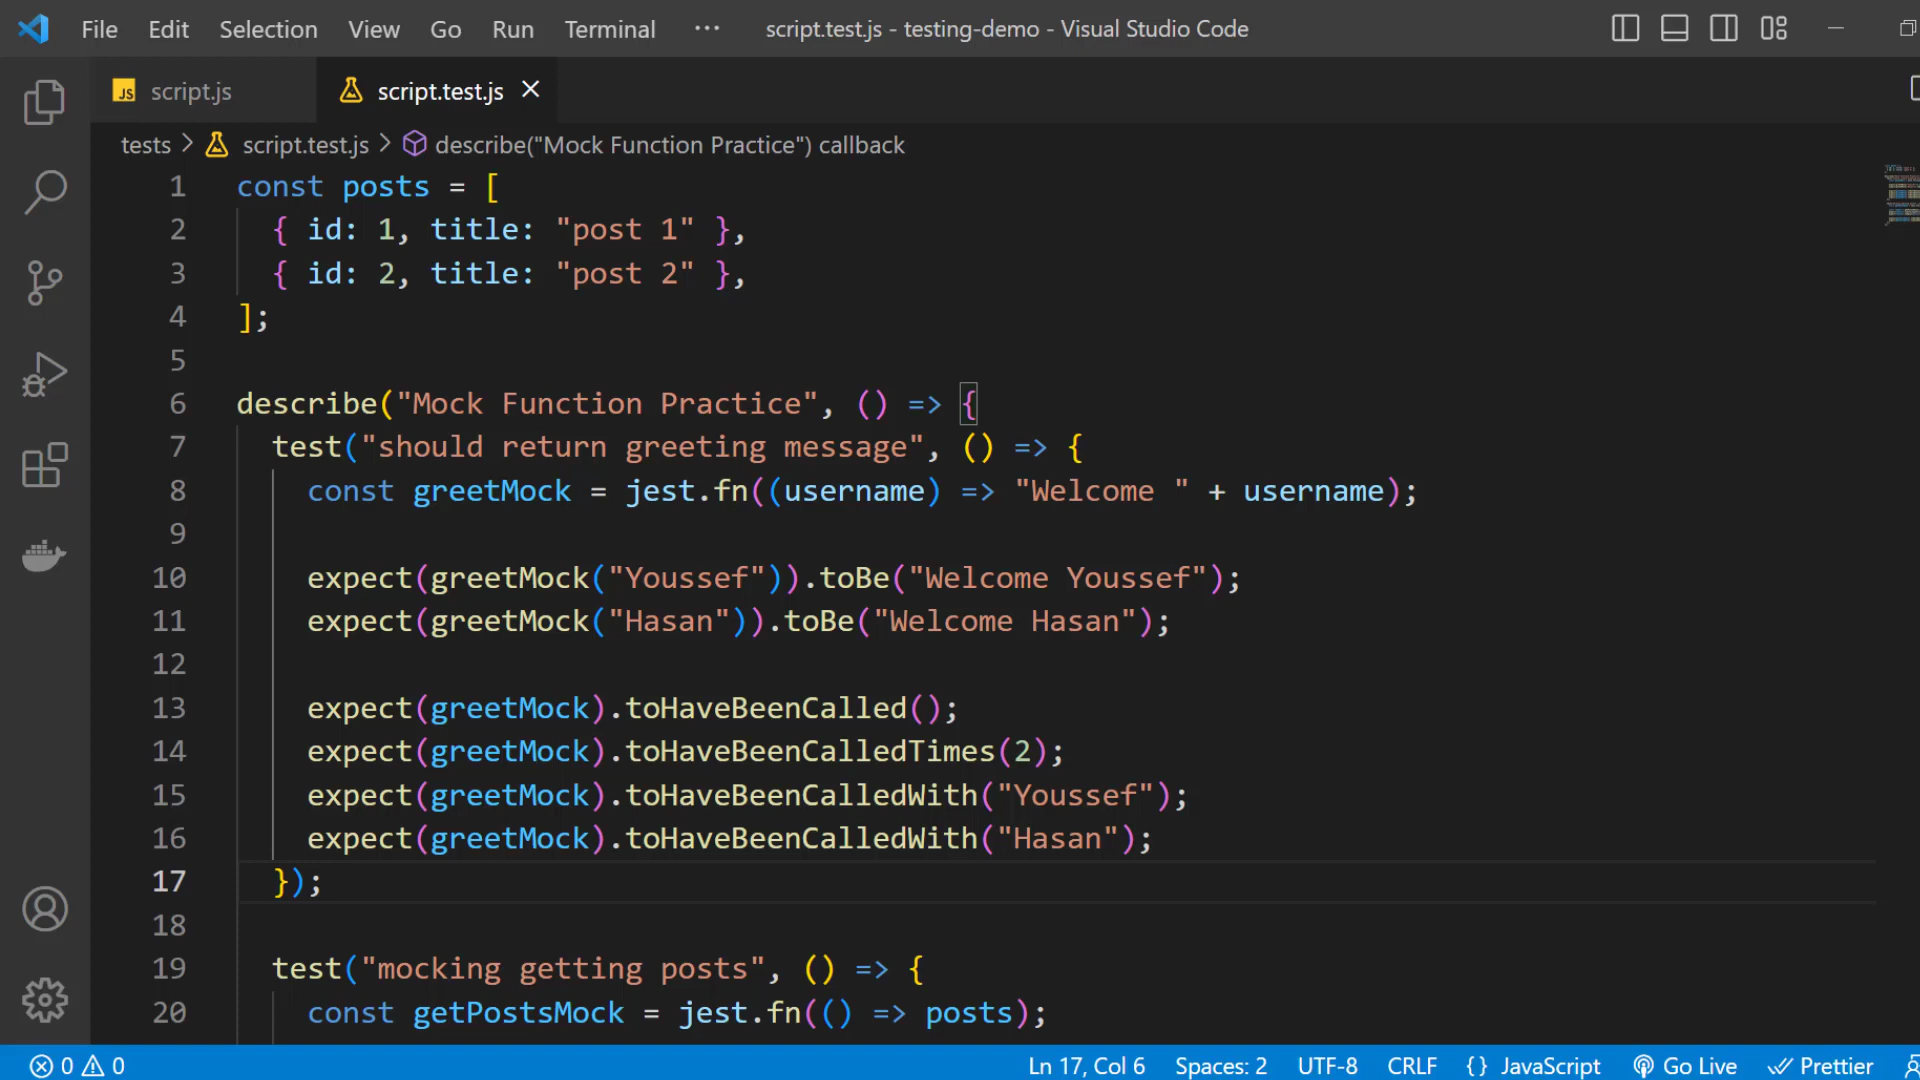 File Edit Selection View Go Run Terminal ··· script.test.js - testing-demo - Visual Studio Code
JS script.js script.test.js
tests > script.test.js > describe("Mock Function Practice") callback
1 const posts = [
2 { id: 1, title: "post 1" },
3 { id: 2, title: "post 2" },
4 ];
5
6 describe("Mock Function Practice", () => {
7 test("should return greeting message", () => {
8 const greetMock = jest.fn((username) => "Welcome " + username);
9
10 expect(greetMock("Youssef")).toBe("Welcome Youssef");
11 expect(greetMock("Hasan")).toBe("Welcome Hasan");
12
13 expect(greetMock).toHaveBeenCalled();
14 expect(greetMock).toHaveBeenCalledTimes(2);
15 expect(greetMock).toHaveBeenCalledWith("Youssef");
16 expect(greetMock).toHaveBeenCalledWith("Hasan");
17 });
18
19 test("mocking getting posts", () => {
20 const getPostsMock = jest.fn(() => posts);
0 0 Ln 17, Col 6 Spaces: 2 UTF-8 CRLF {} JavaScript Go Live Prettier